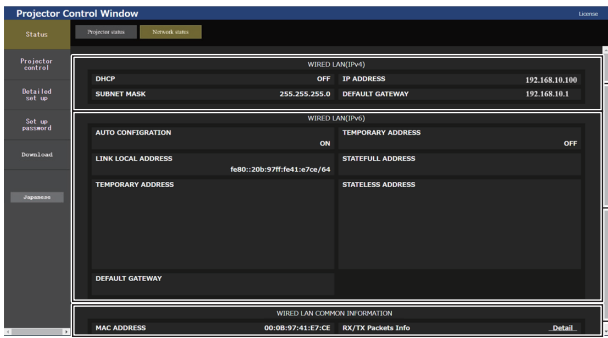 Projector Control Window
License
Status
Projector status
Network status
Projector control
Detailed set up
Set up password
Download
Japanese
WIRED LAN(IPv4)
DHCP OFF IP ADDRESS 192.168.10.100
SUBNET MASK 255.255.255.0 DEFAULT GATEWAY 192.168.10.1
WIRED LAN(IPv6)
AUTO CONFIGRATION ON TEMPORARY ADDRESS OFF
LINK LOCAL ADDRESS fe80::20b:97ff:fe41:e7ce/64 STATEFULL ADDRESS
TEMPORARY ADDRESS STATELESS ADDRESS
DEFAULT GATEWAY
WIRED LAN COMMON INFORMATION
MAC ADDRESS 00:0B:97:41:E7:CE RX/TX Packets Info Detail